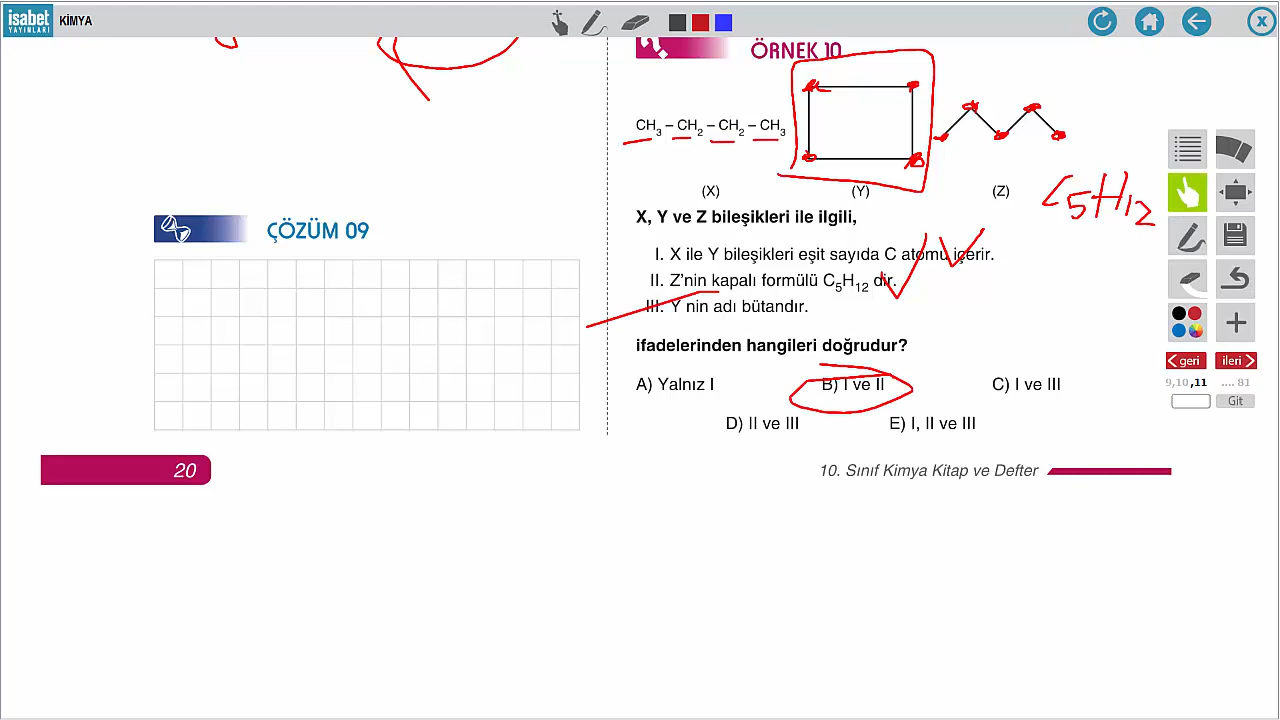 isabet
YAYINLARI
KİMYA
ÖRNEK 10
CH3 – CH2 – CH2 – CH3
(X)
(Y)
(Z)
C5H12
X, Y ve Z bileşikleri ile ilgili,
I. X ile Y bileşikleri eşit sayıda C atomu içerir.
II. Z’nin kapalı formülü C5H12 dir.
III. Y nin adı bütandır.
ifadelerinden hangileri doğrudur?
A) Yalnız I
B) I ve II
C) I ve III
D) II ve III
E) I, II ve III
ÇÖZÜM 09
20
10. Sınıf Kimya Kitap ve Defter
X
geri
ileri
9,10,11
.... 81
Git